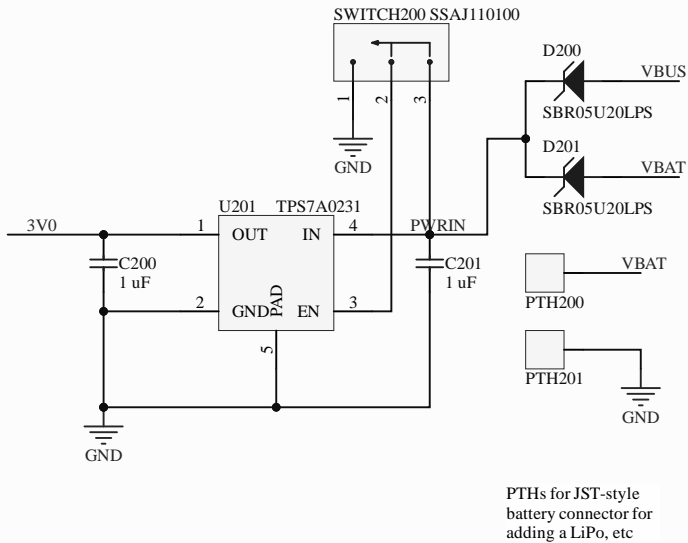 SWITCH200 SSAJ110100
1
2
3
GND
D200
VBUS
SBR05U20LPS
D201
VBAT
SBR05U20LPS
U201 TPS7A0231
3V0
1
OUT
IN
4
PWRIN
C200
1 uF
C201
1 uF
2
GND
PAD
EN
3
5
GND
VBAT
PTH200
PTH201
GND
PTHs for JST-style
battery connector for
adding a LiPo, etc